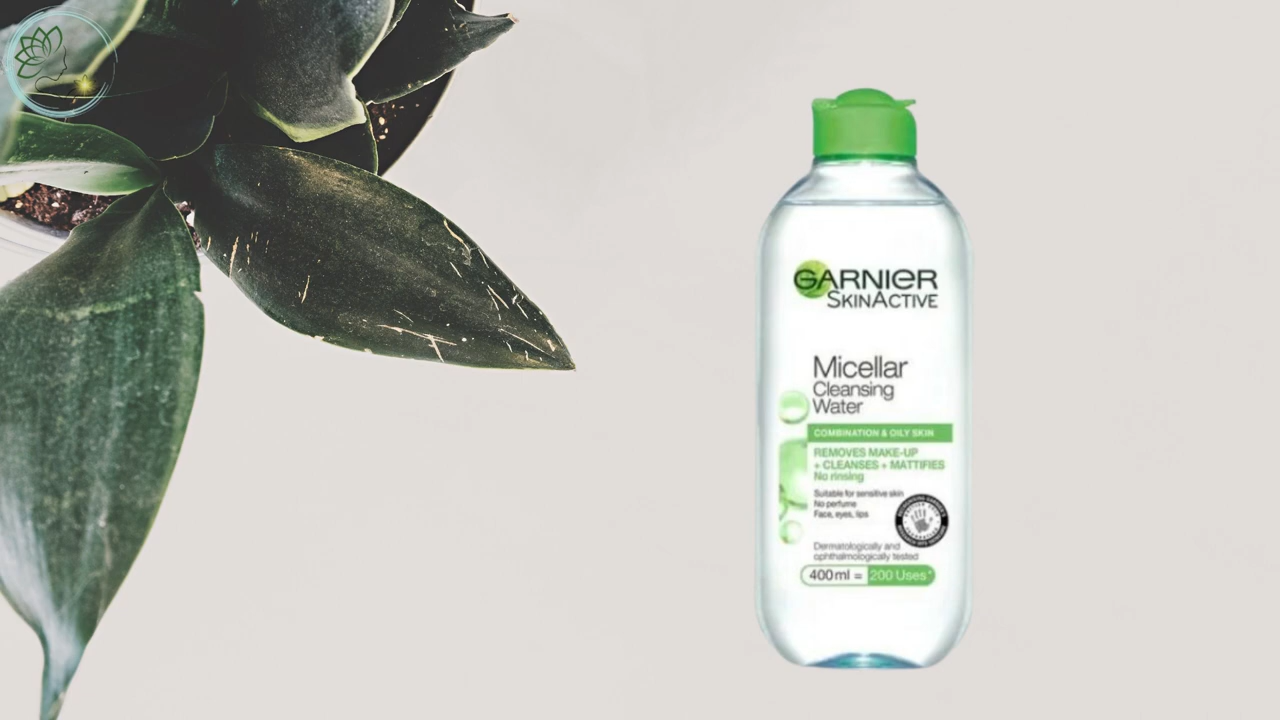 GARNIER
SKINACTIVE
Micellar
Cleansing
Water
COMBINATION & OILY SKIN
REMOVES MAKE-UP
+ CLEANSES + MATTIFIES
No rinsing
Suitable for sensitive skin
No perfume
Face, eyes, lips
Dermatologically and
ophthalmologically tested
400ml = 200 Uses*